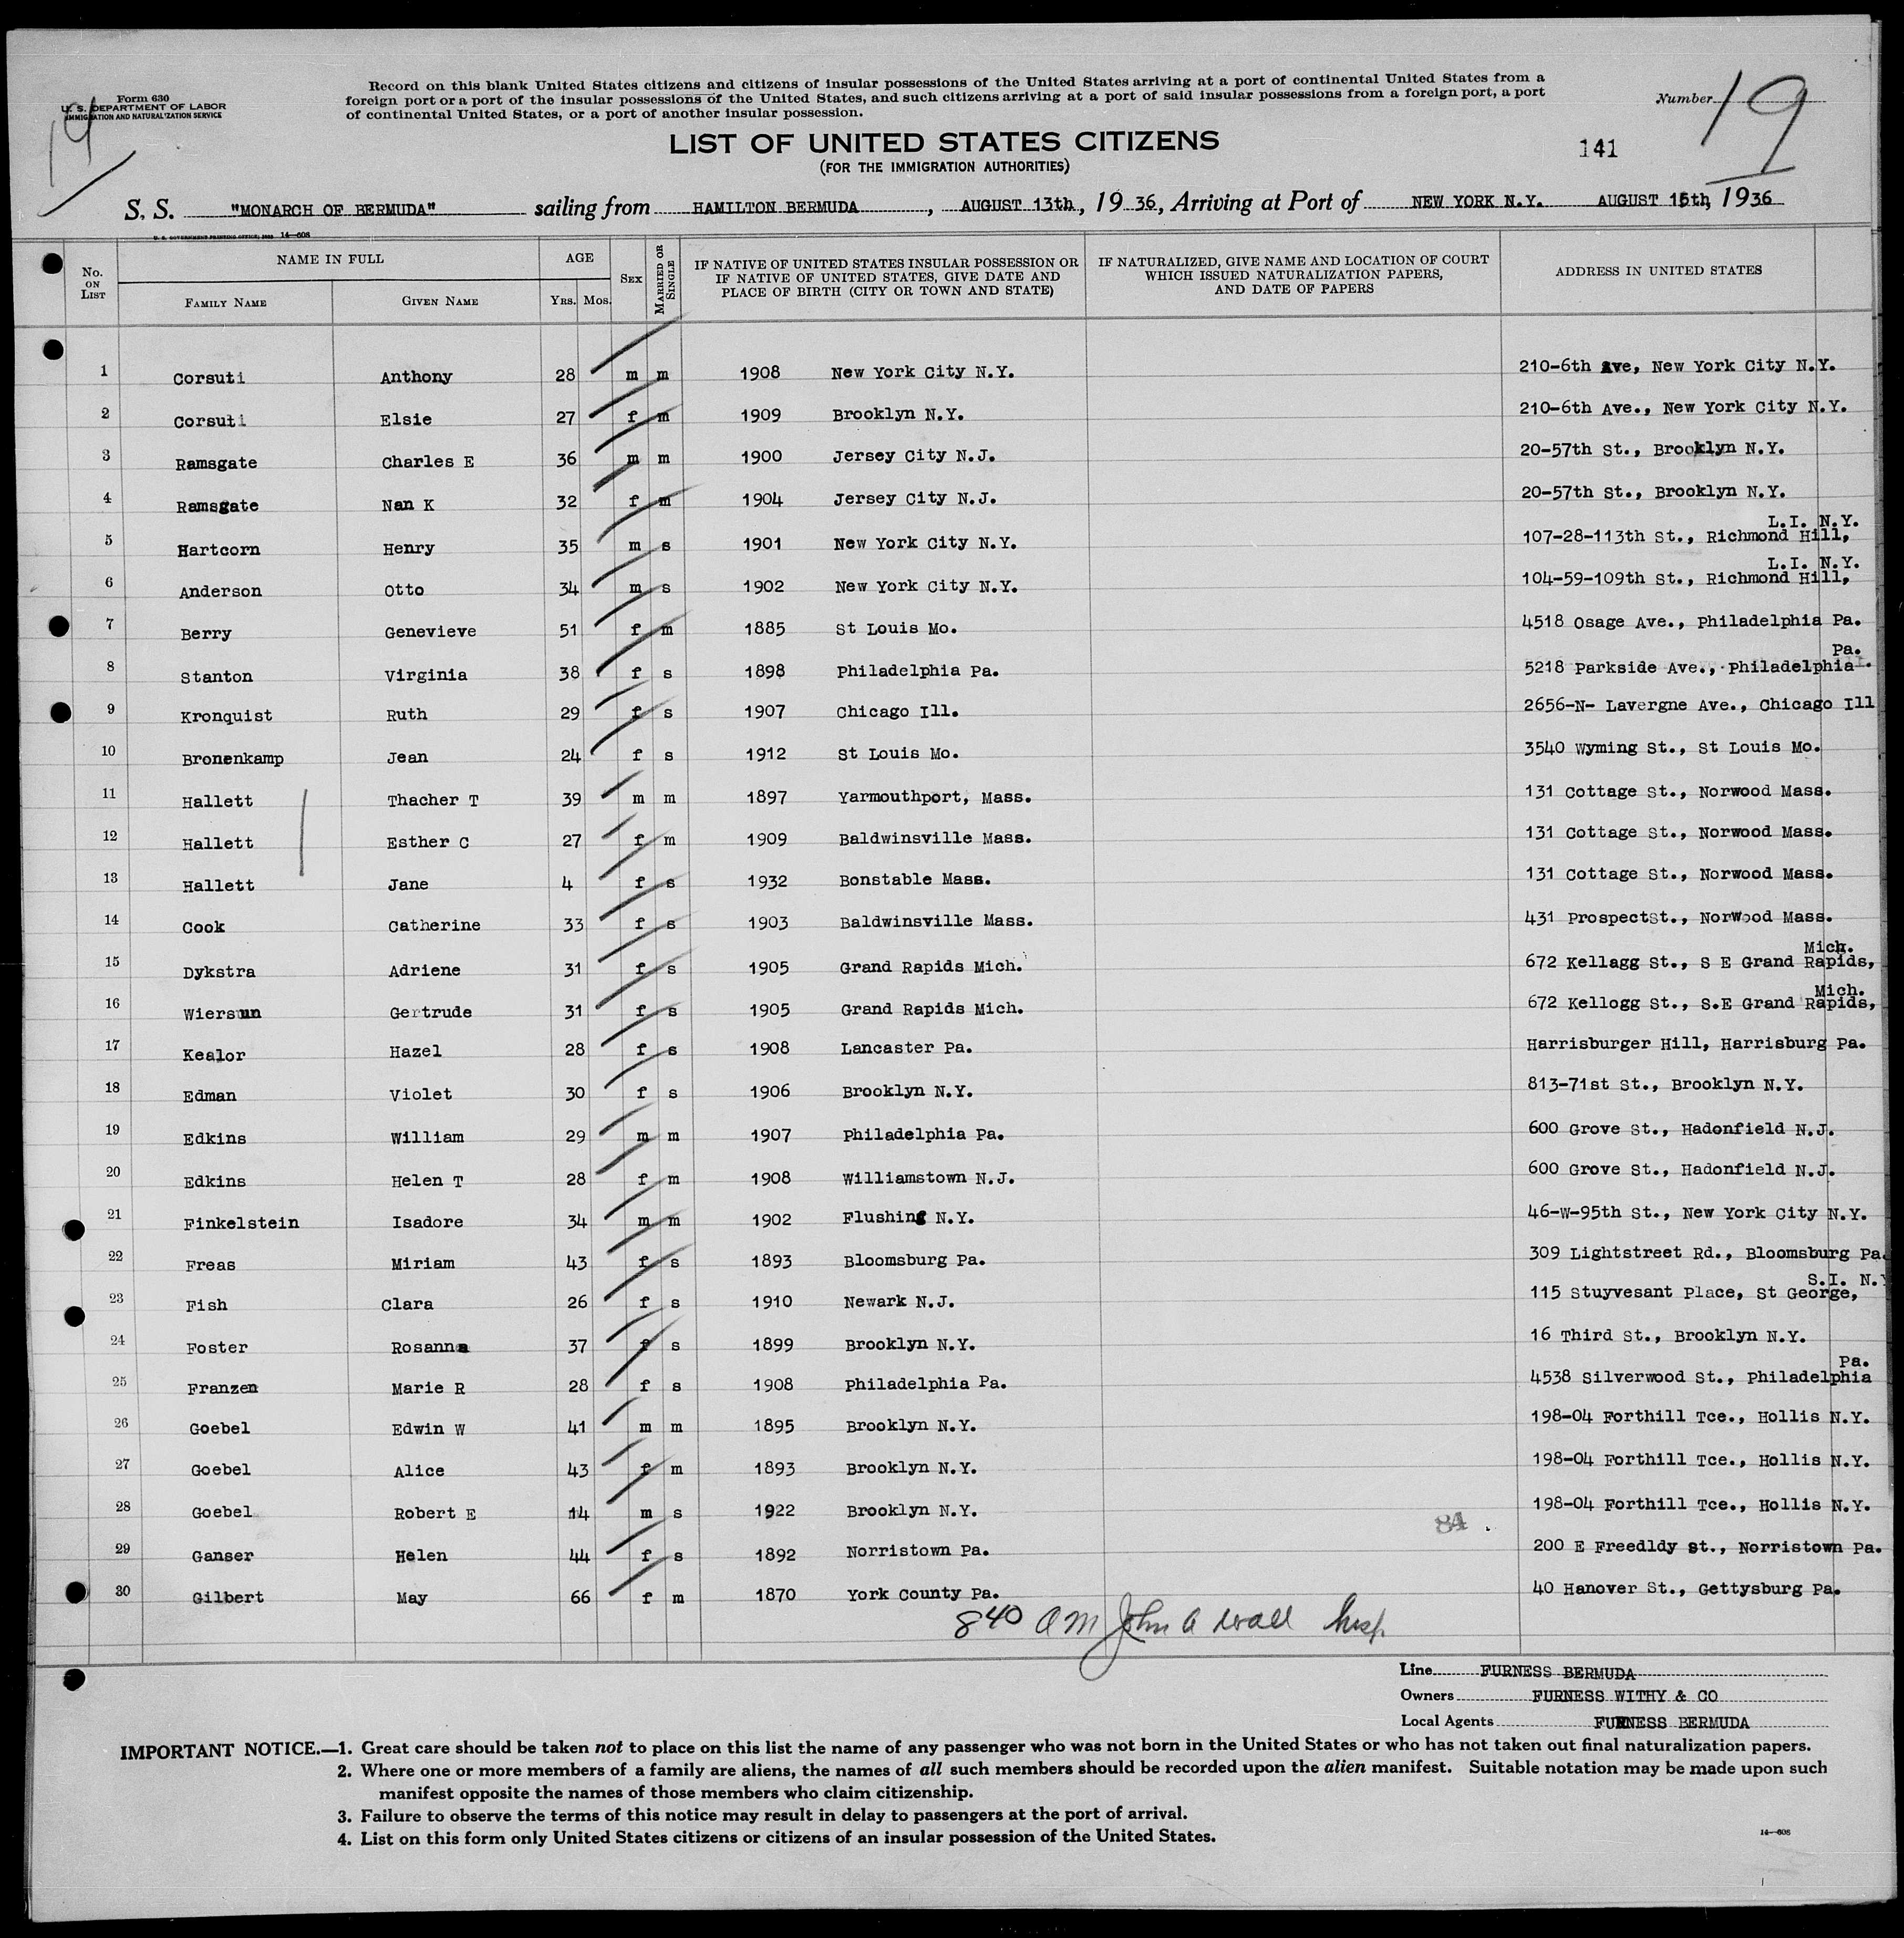 Form 630
U. S. DEPARTMENT OF LABOR
IMMIGRATION AND NATURALIZATION SERVICE
14
Record on this blank United States citizens and citizens of insular possessions of the United States arriving at a port of continental United States from a
foreign port or a port of the insular possessions of the United States, and such citizens arriving at a port of said insular possessions from a foreign port, a port
of continental United States, or a port of another insular possession.
Number 19
LIST OF UNITED STATES CITIZENS
(FOR THE IMMIGRATION AUTHORITIES)
141
S. S. "MONARCH OF BERMUDA" sailing from HAMILTON BERMUDA, AUGUST 13th, 19 36, Arriving at Port of NEW YORK N.Y. AUGUST 15th, 1936
U. S. GOVERNMENT PRINTING OFFICE: 14—608
No. ON LIST NAME IN FULL FAMILY NAME GIVEN NAME AGE YRS. MOS. SEX MARRIED OR SINGLE IF NATIVE OF UNITED STATES INSULAR POSSESSION OR IF NATIVE OF UNITED STATES, GIVE DATE AND PLACE OF BIRTH (CITY OR TOWN AND STATE) IF NATURALIZED, GIVE NAME AND LOCATION OF COURT WHICH ISSUED NATURALIZATION PAPERS, AND DATE OF PAPERS ADDRESS IN UNITED STATES
1 Corsuti Anthony 28 m m 1908 New York City N.Y. 210-6th Ave, New York City N.Y.
2 Corsuti Elsie 27 f m 1909 Brooklyn N.Y. 210-6th Ave., New York City N.Y.
3 Ramsgate Charles E 36 m m 1900 Jersey City N.J. 20-57th St., Brooklyn N.Y.
4 Ramsgate Nan K 32 f m 1904 Jersey City N.J. 20-57th St., Brooklyn N.Y.
5 Hartcorn Henry 35 m s 1901 New York City N.Y. 107-28-113th St., Richmond Hill, L.I. N.Y.
6 Anderson Otto 34 m s 1902 New York City N.Y. 104-59-109th St., Richmond Hill, L.I. N.Y.
7 Berry Genevieve 51 f m 1885 St Louis Mo. 4518 Osage Ave., Philadelphia Pa.
8 Stanton Virginia 38 f s 1898 Philadelphia Pa. 5218 Parkside Ave., Philadelphia Pa.
9 Kronquist Ruth 29 f s 1907 Chicago Ill. 2656-N- Lavergne Ave., Chicago Ill
10 Bronenkamp Jean 24 f s 1912 St Louis Mo. 3540 Wyming St., St Louis Mo.
11 Hallett Thacher T 39 m m 1897 Yarmouthport, Mass. 131 Cottage St., Norwood Mass.
12 Hallett Esther C 27 f m 1909 Baldwinsville Mass. 131 Cottage St., Norwood Mass.
13 Hallett Jane 4 f s 1932 Bonstable Mass. 131 Cottage St., Norwood Mass.
14 Cook Catherine 33 f s 1903 Baldwinsville Mass. 431 ProspectSt., Norwood Mass.
15 Dykstra Adriene 31 f s 1905 Grand Rapids Mich. 672 Kellagg St., S E Grand Rapids, Mich.
16 Wiersun Gertrude 31 f s 1905 Grand Rapids Mich. 672 Kellogg St., S.E Grand Rapids, Mich.
17 Kealor Hazel 28 f s 1908 Lancaster Pa. Harrisburger Hill, Harrisburg Pa.
18 Edman Violet 30 f s 1906 Brooklyn N.Y. 813-71st St., Brooklyn N.Y.
19 Edkins William 29 m m 1907 Philadelphia Pa. 600 Grove St., Hadonfield N.J.
20 Edkins Helen T 28 f m 1908 Williamstown N.J. 600 Grove St., Hadonfield N.J.
21 Finkelstein Isadore 34 m m 1902 Flushing N.Y. 46-W-95th St., New York City N.Y.
22 Freas Miriam 43 f s 1893 Bloomsburg Pa. 309 Lightstreet Rd., Bloomsburg Pa.
23 Fish Clara 26 f s 1910 Newark N.J. 115 Stuyvesant Place, St George, S.I. N.Y
24 Foster Rosanna 37 f s 1899 Brooklyn N.Y. 16 Third St., Brooklyn N.Y.
25 Franzen Marie R 28 f s 1908 Philadelphia Pa. 4538 Silverwood St., Philadelphia Pa.
26 Goebel Edwin W 41 m m 1895 Brooklyn N.Y. 198-04 Forthill Tce., Hollis N.Y.
27 Goebel Alice 43 f m 1893 Brooklyn N.Y. 198-04 Forthill Tce., Hollis N.Y.
28 Goebel Robert E 14 m s 1922 Brooklyn N.Y. 198-04 Forthill Tce., Hollis N.Y.
84
29 Ganser Helen 44 f s 1892 Norristown Pa. 200 E Freedldy St., Norristown Pa.
30 Gilbert May 66 f m 1870 York County Pa. 40 Hanover St., Gettysburg Pa.
8 40 AM John A Wall Insp.
Line FURNESS BERMUDA
Owners FURNESS WITHY & CO
Local Agents FURNESS BERMUDA
IMPORTANT NOTICE.—1. Great care should be taken not to place on this list the name of any passenger who was not born in the United States or who has not taken out final naturalization papers.
2. Where one or more members of a family are aliens, the names of all such members should be recorded upon the alien manifest. Suitable notation may be made upon such
manifest opposite the names of those members who claim citizenship.
3. Failure to observe the terms of this notice may result in delay to passengers at the port of arrival.
4. List on this form only United States citizens or citizens of an insular possession of the United States.
14—608